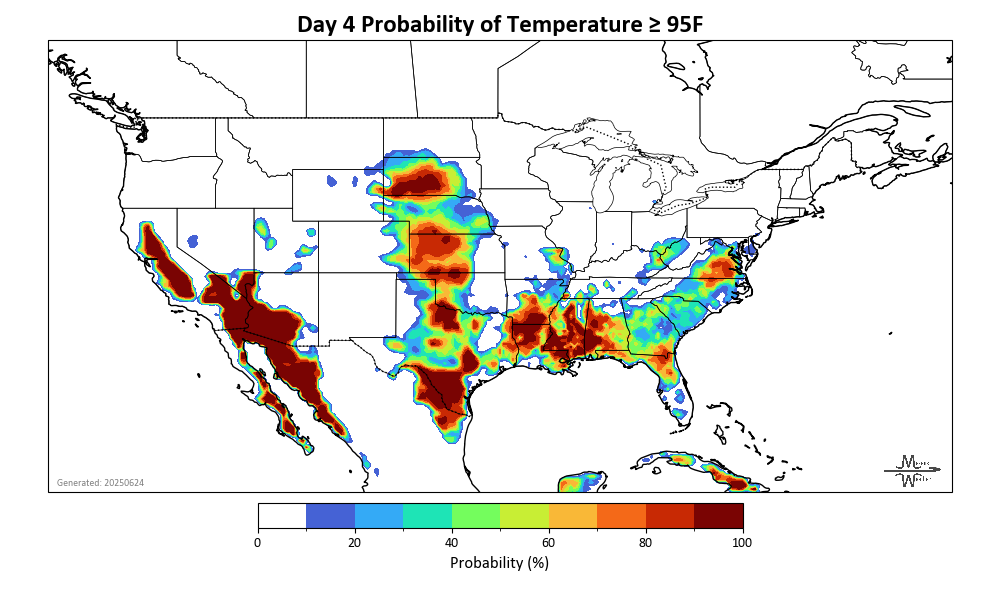 Day 4 Probability of Temperature ≥ 95F
Generated: 20250624
0 20 40 60 80 100
Probability (%)